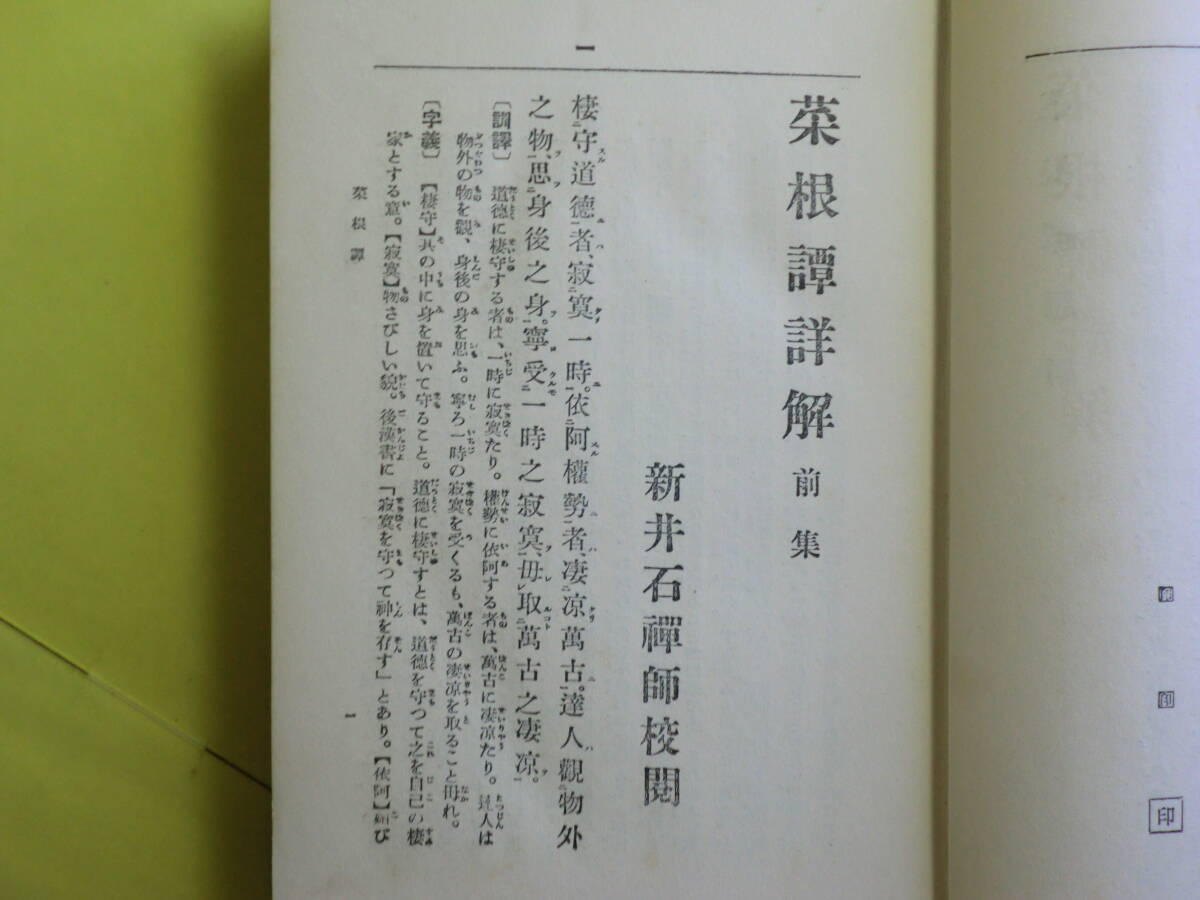 菜根譚詳解 前集
新井石禪師校閲
一
棲守道德者、寂寞一時。依阿權勢者、凄凉萬古。達人觀物外
之物、思身後之身。寧受一時之寂寞、毋取萬古之凄凉。
〔訓譯〕 道德に棲守する者は、一時に寂寞たり。權勢に依阿する者は、萬古に凄凉たり。達人は
物外の物を觀、身後の身を思ふ。寧ろ一時の寂寞を受くるも、萬古の凄凉を取ること毋れ。
〔字義〕 【棲守】其の中に身を置いて守ること。道德に棲守すとは、道德を守つて之を自己の棲
家とする意。【寂寞】物さびしい貌。後漢書に「寂寞を守つて神を存す」とあり。【依阿】媚び
菜根譚
一
印